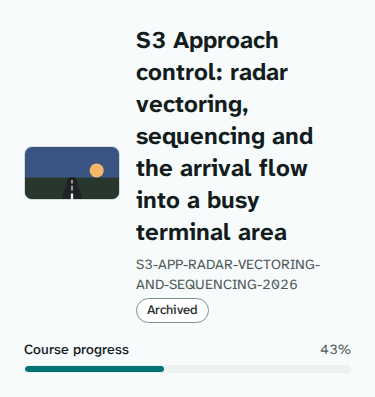 S3 Approach
control: radar
vectoring,
sequencing and
the arrival flow
into a busy
terminal area
S3-APP-RADAR-VECTORING-
AND-SEQUENCING-2026
Archived
Course progress 43%